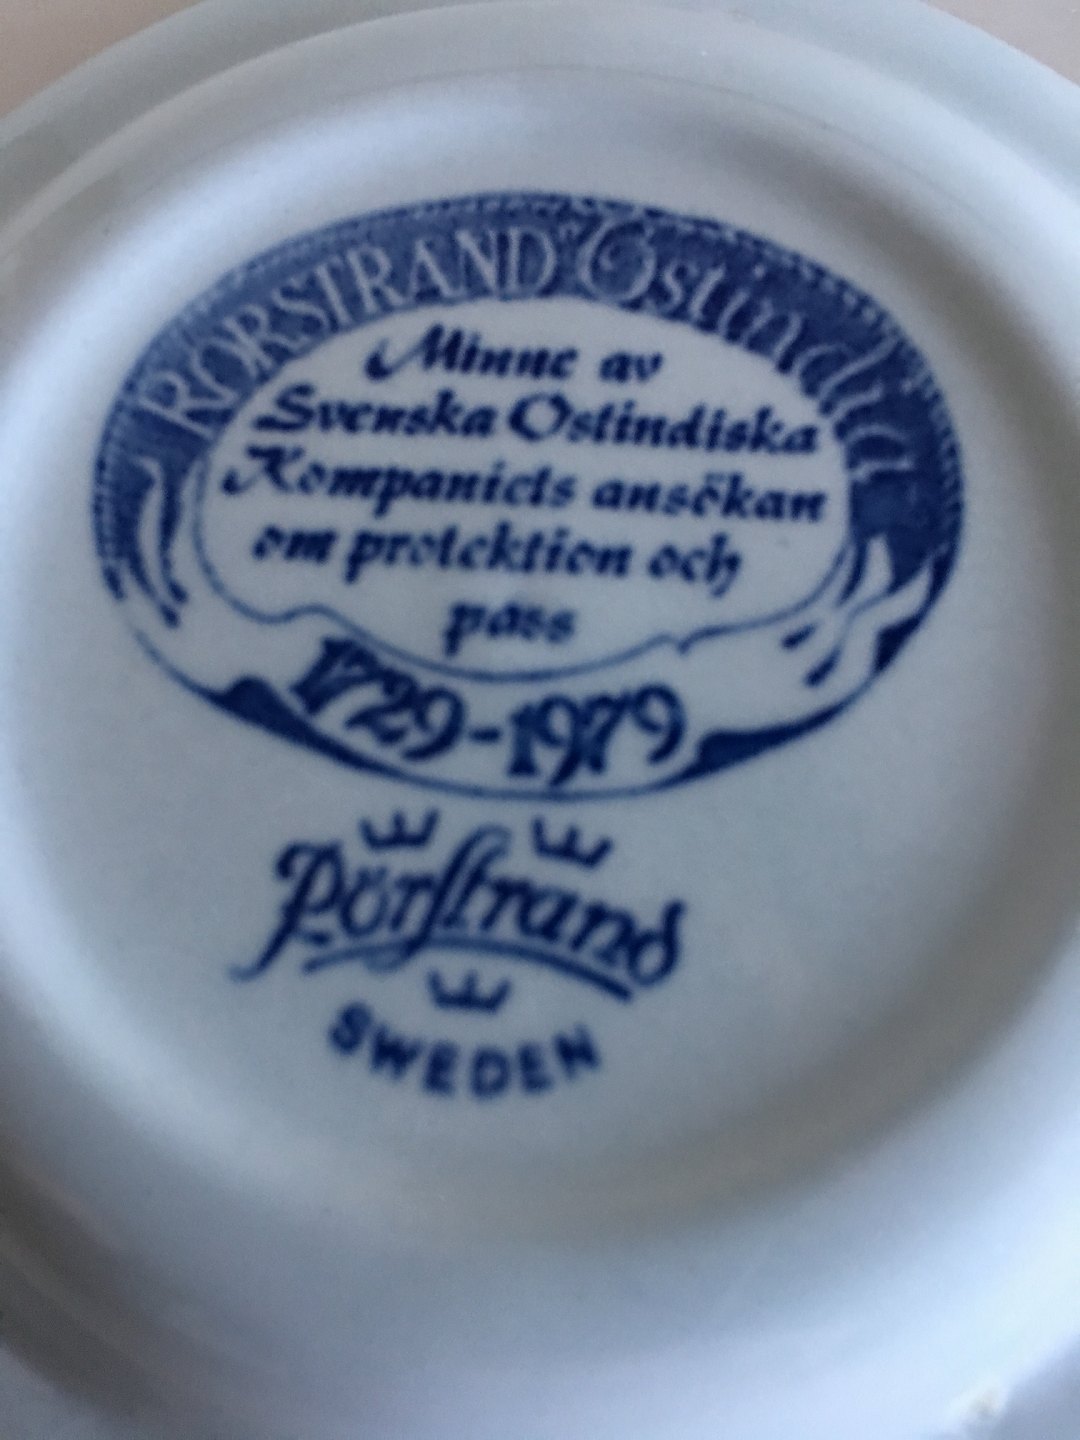 RÖRSTRAND Ostindia
Minne av
Svenska Ostindiska
Kompaniets ansökan
om protektion och
pass
1729-1979
Rörstrand
SWEDEN